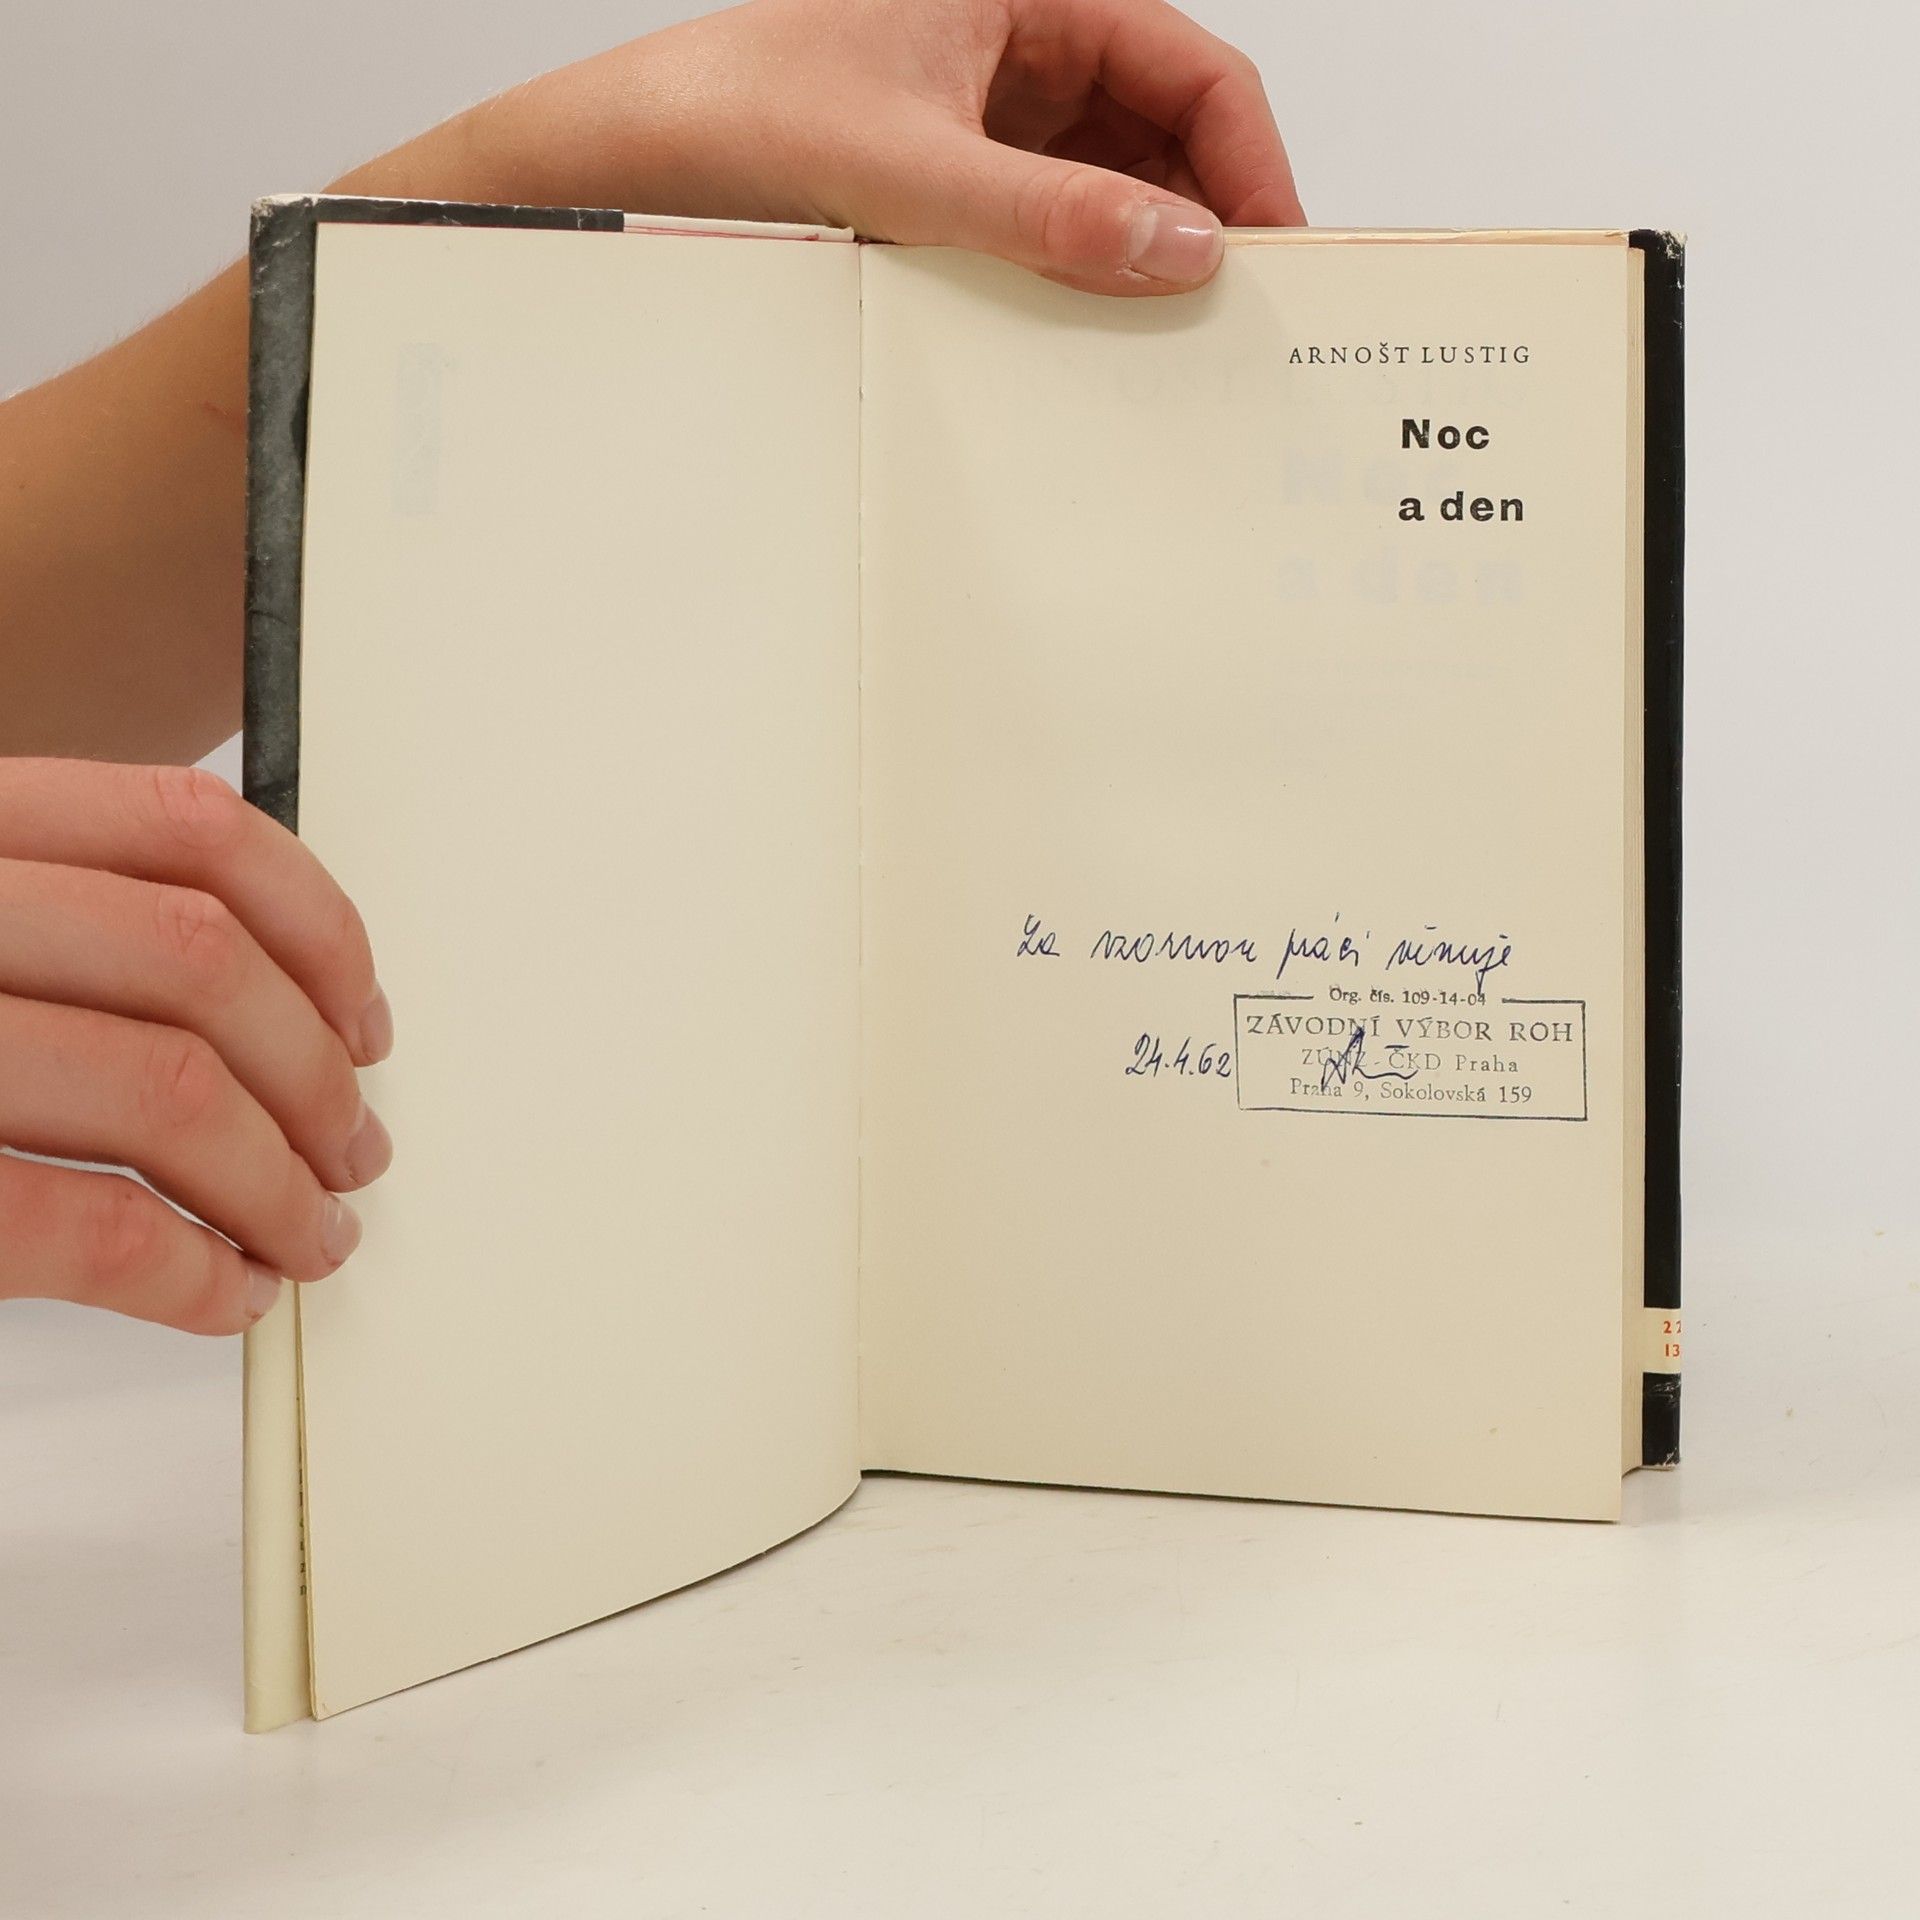 ARNOŠT LUSTIG
Noc
a den
Za vzornou práci věnuje
Org. čís. 109-14-04
ZÁVODNÍ VÝBOR ROH
24.4.62
ZÚNZ - ČKD Praha
Praha 9, Sokolovská 159